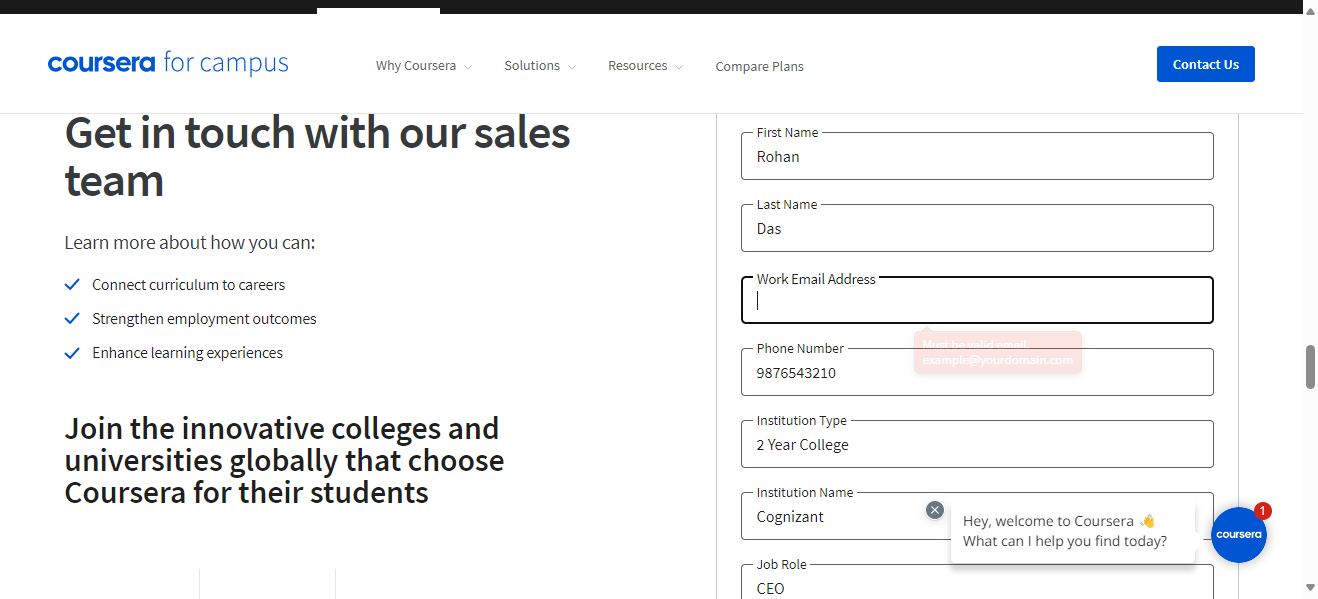 coursera for campus
Why Coursera
Solutions
Resources
Compare Plans
Contact Us
Get in touch with our sales
team
Learn more about how you can:
Connect curriculum to careers
Strengthen employment outcomes
Enhance learning experiences
Join the innovative colleges and
universities globally that choose
Coursera for their students
First Name
Rohan
Last Name
Das
Work Email Address
Must be valid email.
example@yourdomain.com
Phone Number
9876543210
Institution Type
2 Year College
Institution Name
Cognizant
Job Role
CEO
Hey, welcome to Coursera 👋
What can I help you find today?
coursera
1